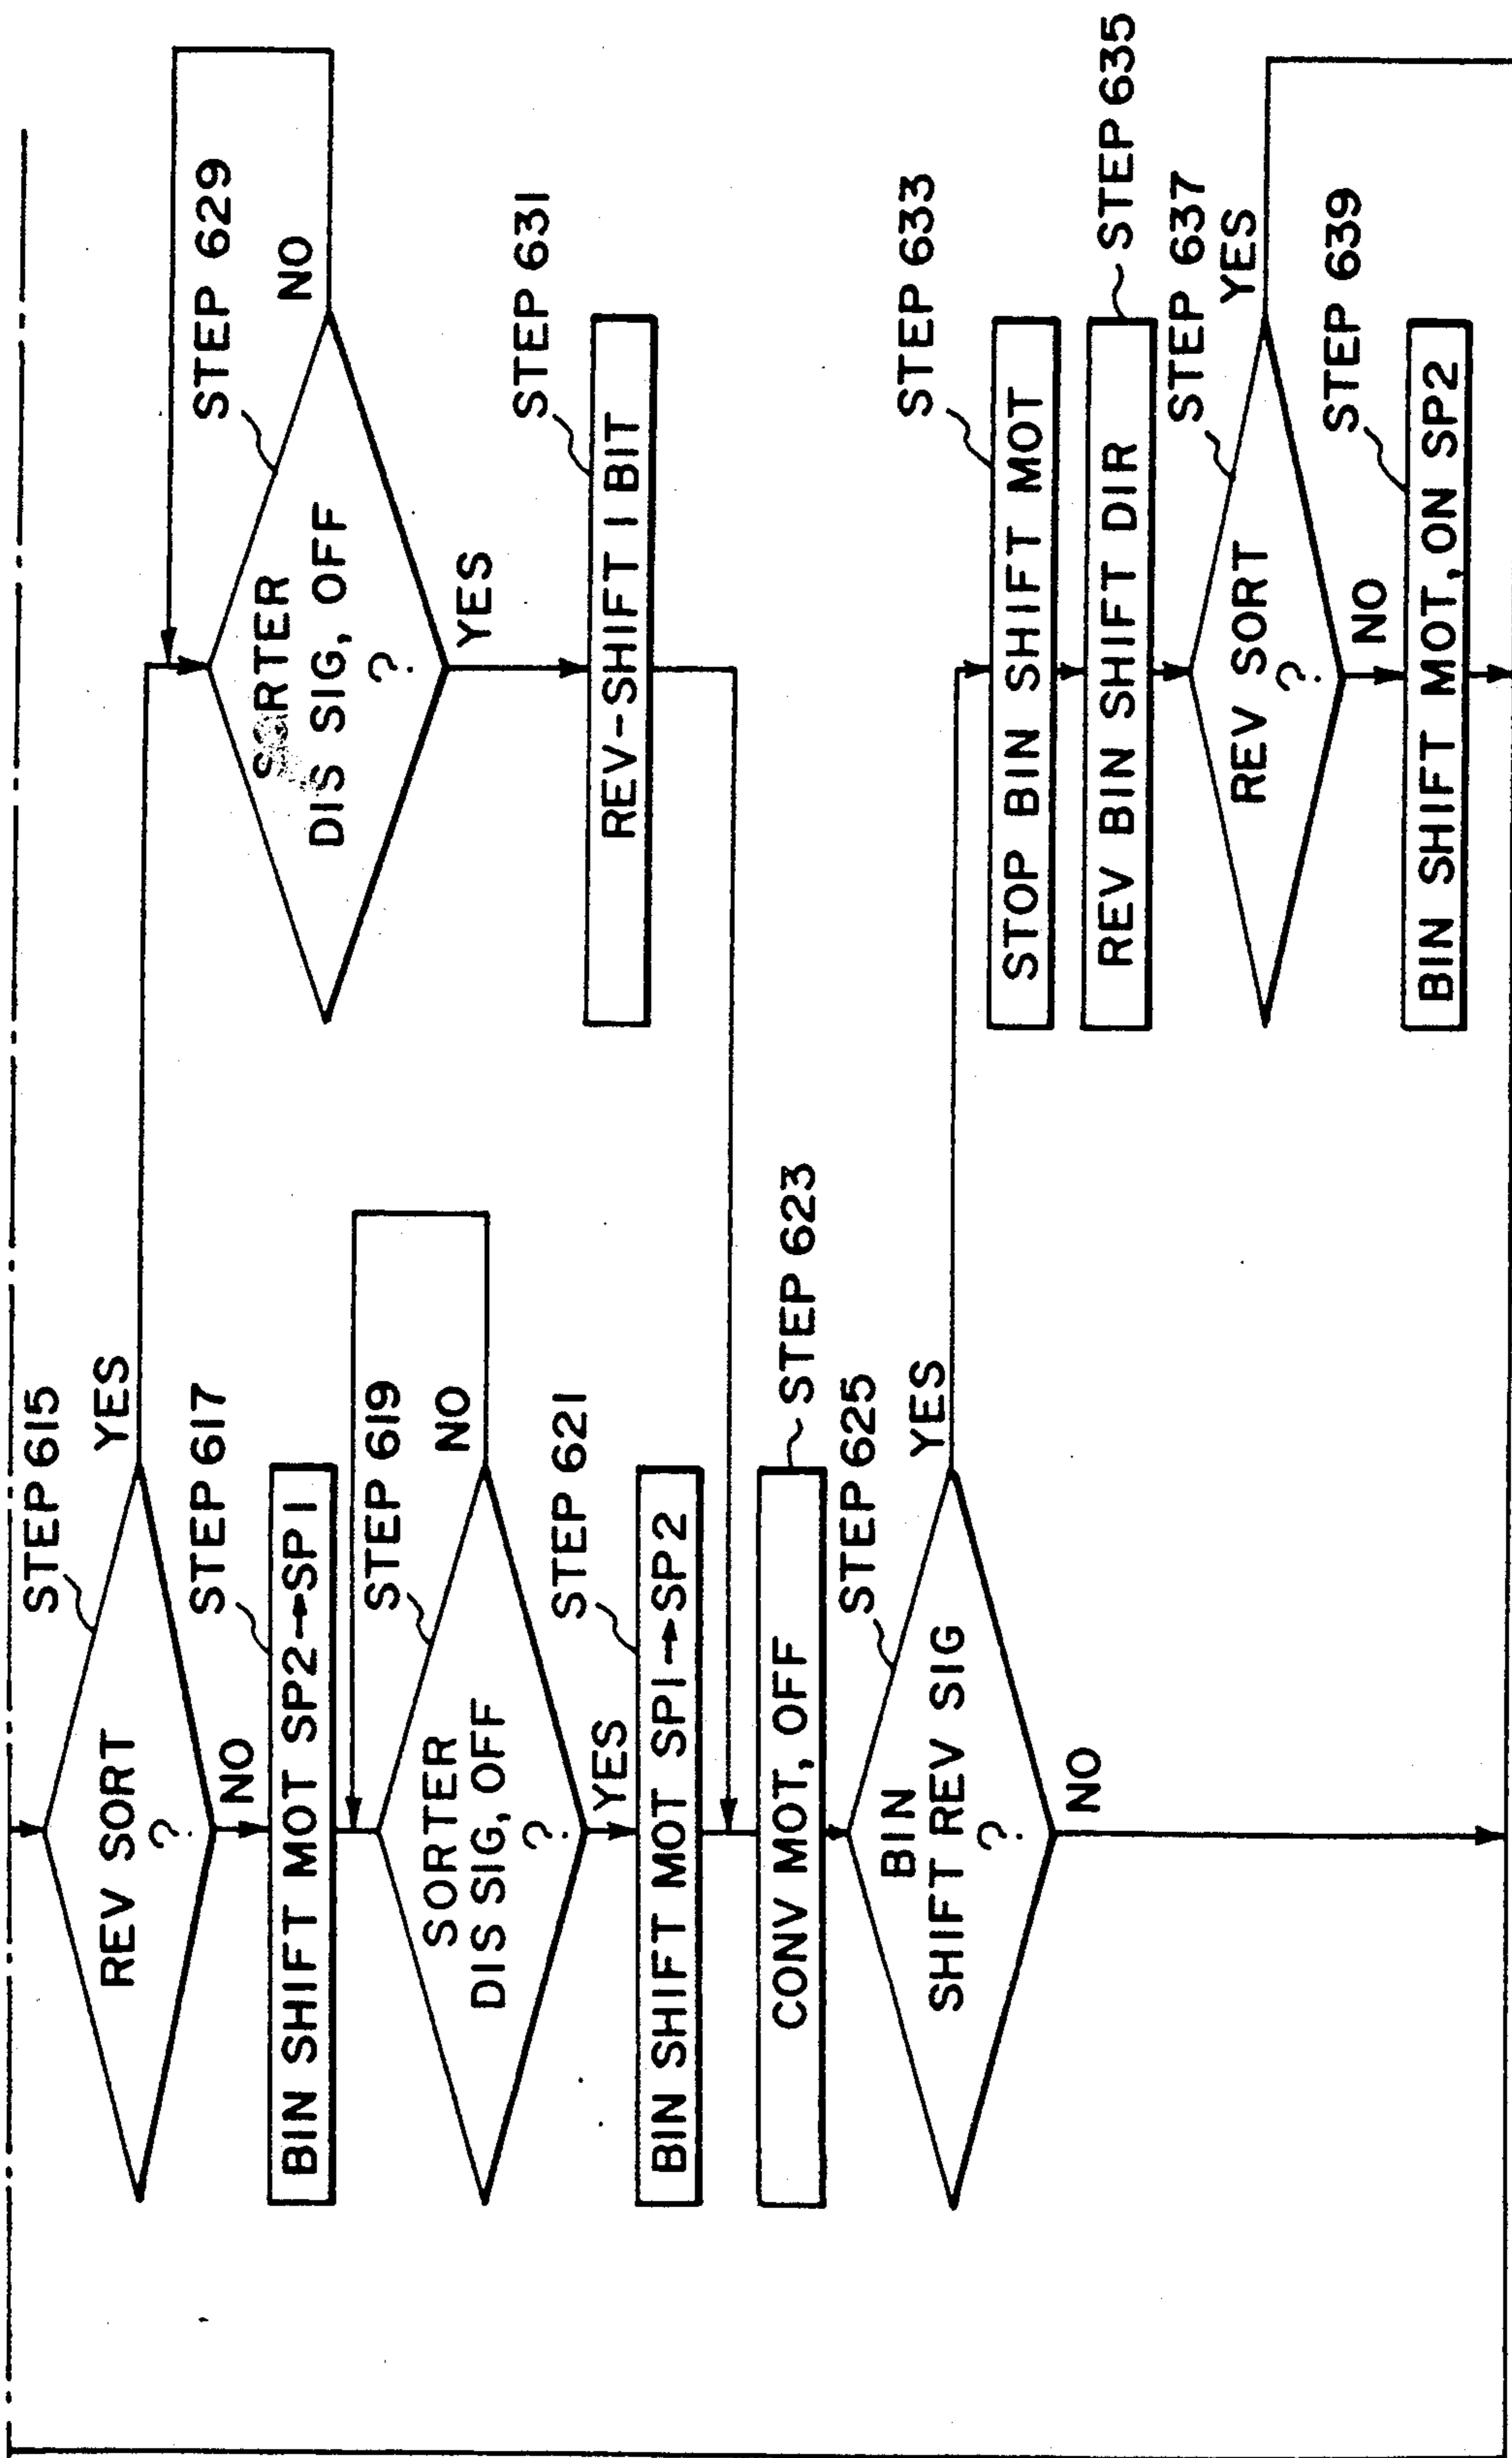 STEP 615
REV SORT
?
YES
NO
STEP 617
BIN SHIFT MOT SP2→SP1
STEP 619
SORTER
DIS SIG, OFF
?
NO
YES
STEP 621
BIN SHIFT MOT SP1→SP2
STEP 623
CONV MOT, OFF
STEP 625
BIN
SHIFT REV SIG
?
YES
NO
STEP 629
SORTER
DIS SIG, OFF
?
NO
YES
STEP 631
REV-SHIFT 1 BIT
STEP 633
STOP BIN SHIFT MOT
STEP 635
REV BIN SHIFT DIR
STEP 637
REV SORT
?
YES
NO
STEP 639
BIN SHIFT MOT, ON SP2